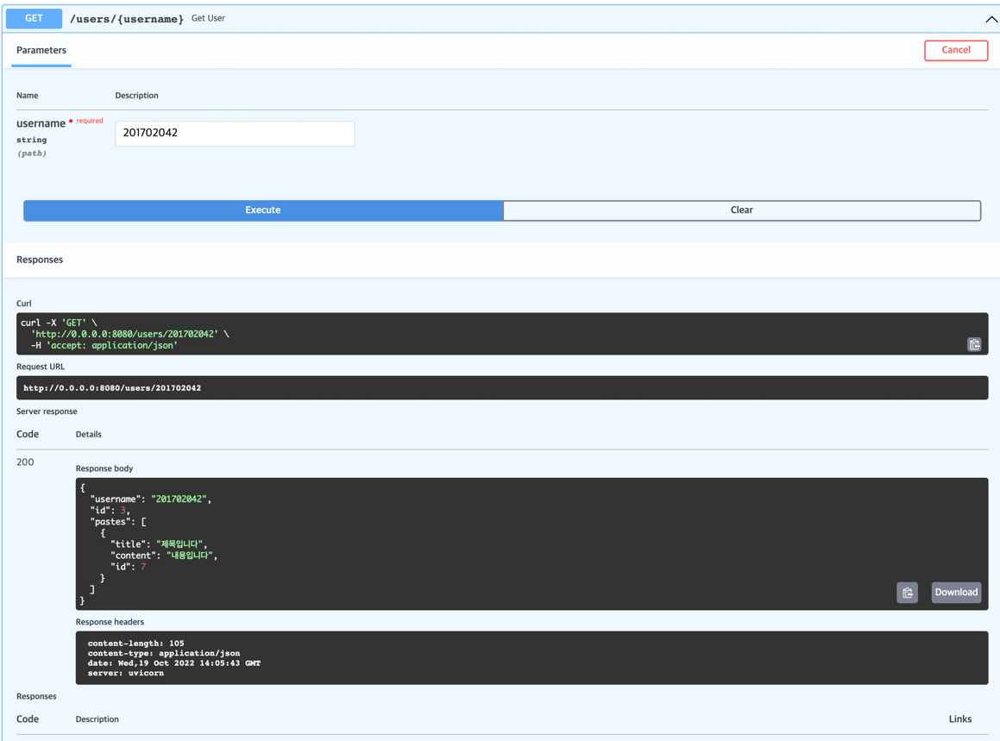 GET /users/{username} Get User
Parameters
Cancel
Name Description
username * required
string
(path)
201702042
Execute
Clear
Responses
Curl
curl -X 'GET' \
'http://0.0.0.0:8080/users/201702042' \
-H 'accept: application/json'
Request URL
http://0.0.0.0:8080/users/201702042
Server response
Code Details
200
Response body
{
"username": "201702042",
"id": 3,
"pastes": [
{
"title": "제목입니다",
"content": "내용입니다",
"id": 7
}
]
}
Download
Response headers
content-length: 105
content-type: application/json
date: Wed,19 Oct 2022 14:05:43 GMT
server: uvicorn
Responses
Code Description Links